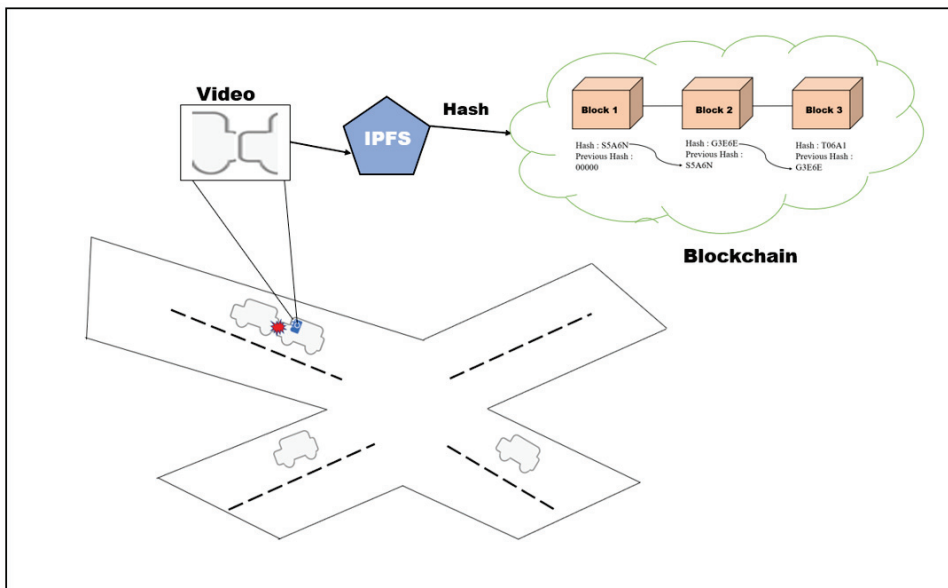 Video
IPFS
Hash
Block 1
Block 2
Block 3
Hash : S5A6N
Previous Hash :
00000
Hash : G3E6E
Previous Hash :
S5A6N
Hash : T06A1
Previous Hash :
G3E6E
Blockchain